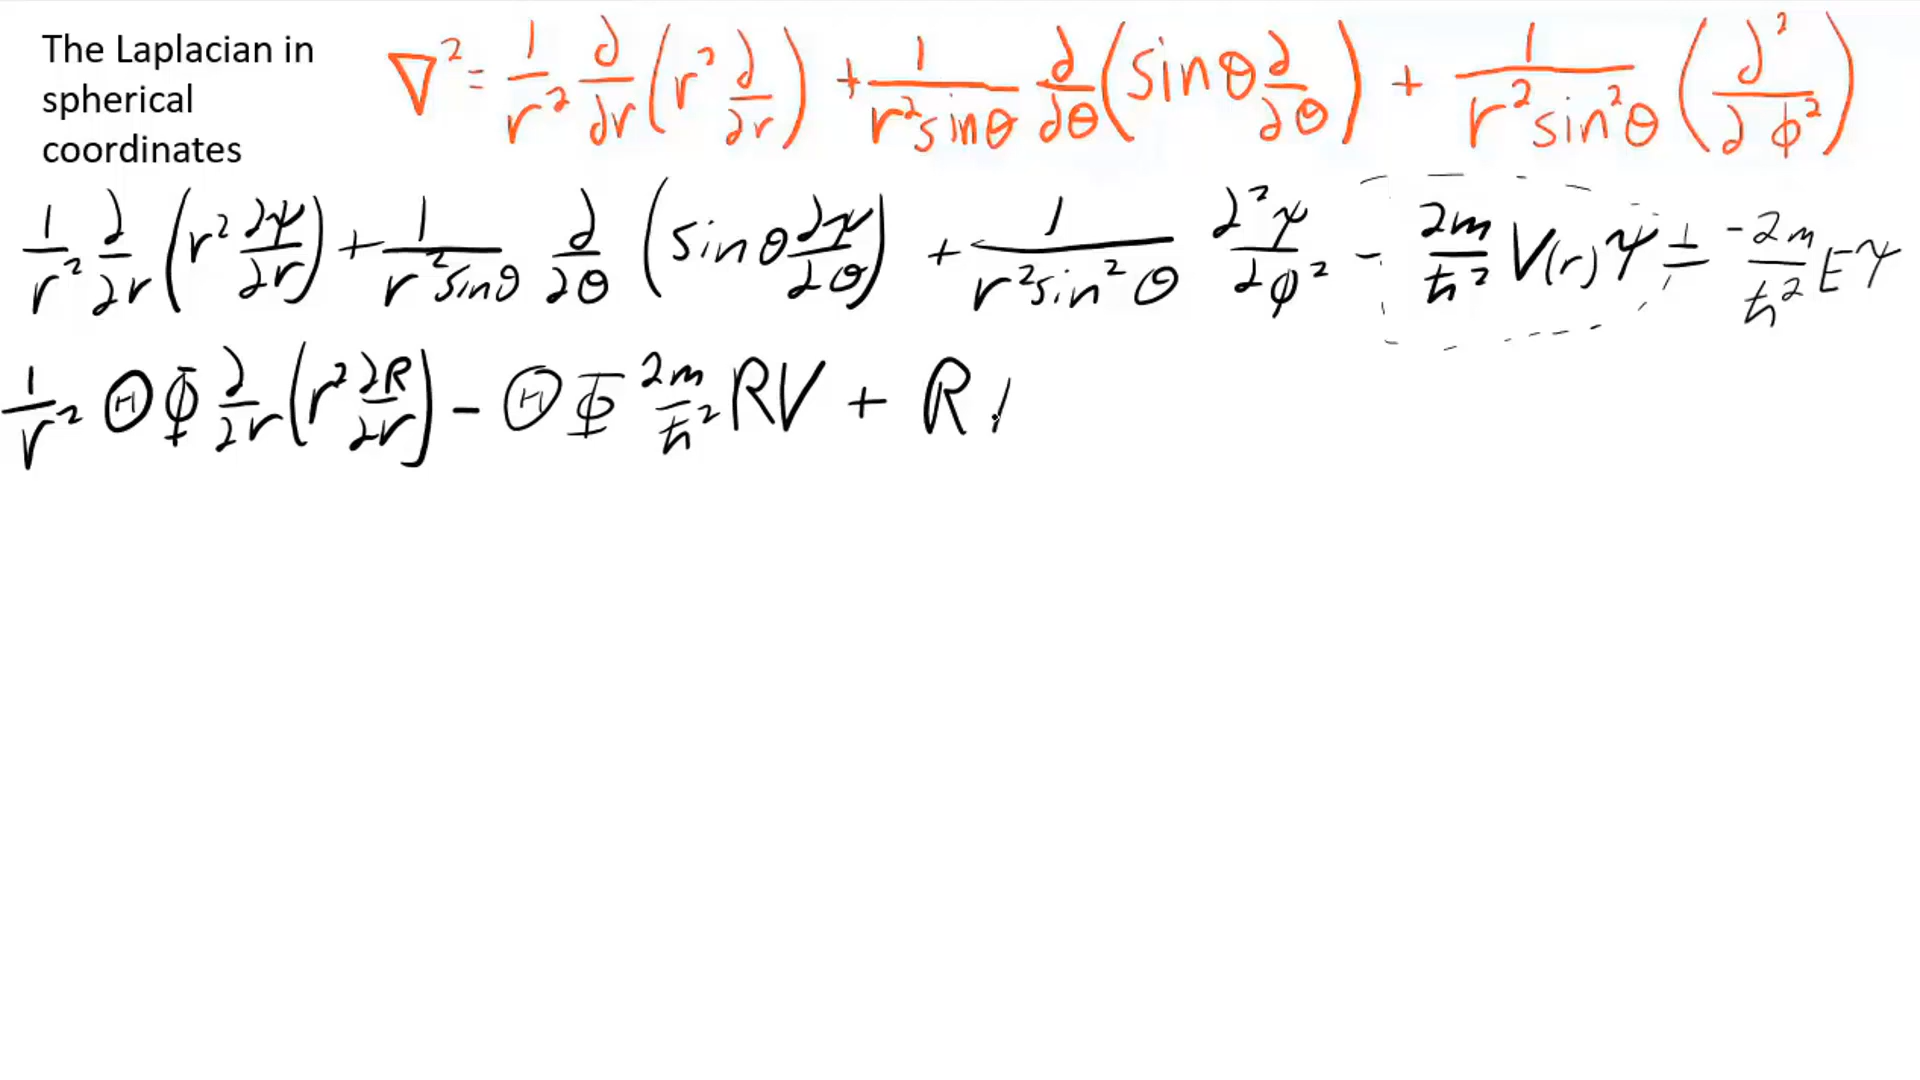 The Laplacian in
spherical
coordinates
∇² = 1/r² ∂/∂r (r² ∂/∂r) + 1/(r² sinθ) ∂/∂θ (sinθ ∂/∂θ) + 1/(r² sin²θ) (∂²/∂ϕ²)
1/r² ∂/∂r (r² ∂ψ/∂r) + 1/(r² sinθ) ∂/∂θ (sinθ ∂ψ/∂θ) + 1/(r² sin²θ) ∂²ψ/∂ϕ² - 2m/ħ² V(r)ψ = -2m/ħ² Eψ
1/r² Θ Φ ∂/∂r (r² ∂R/∂r) - Θ Φ 2m/ħ² RV + R